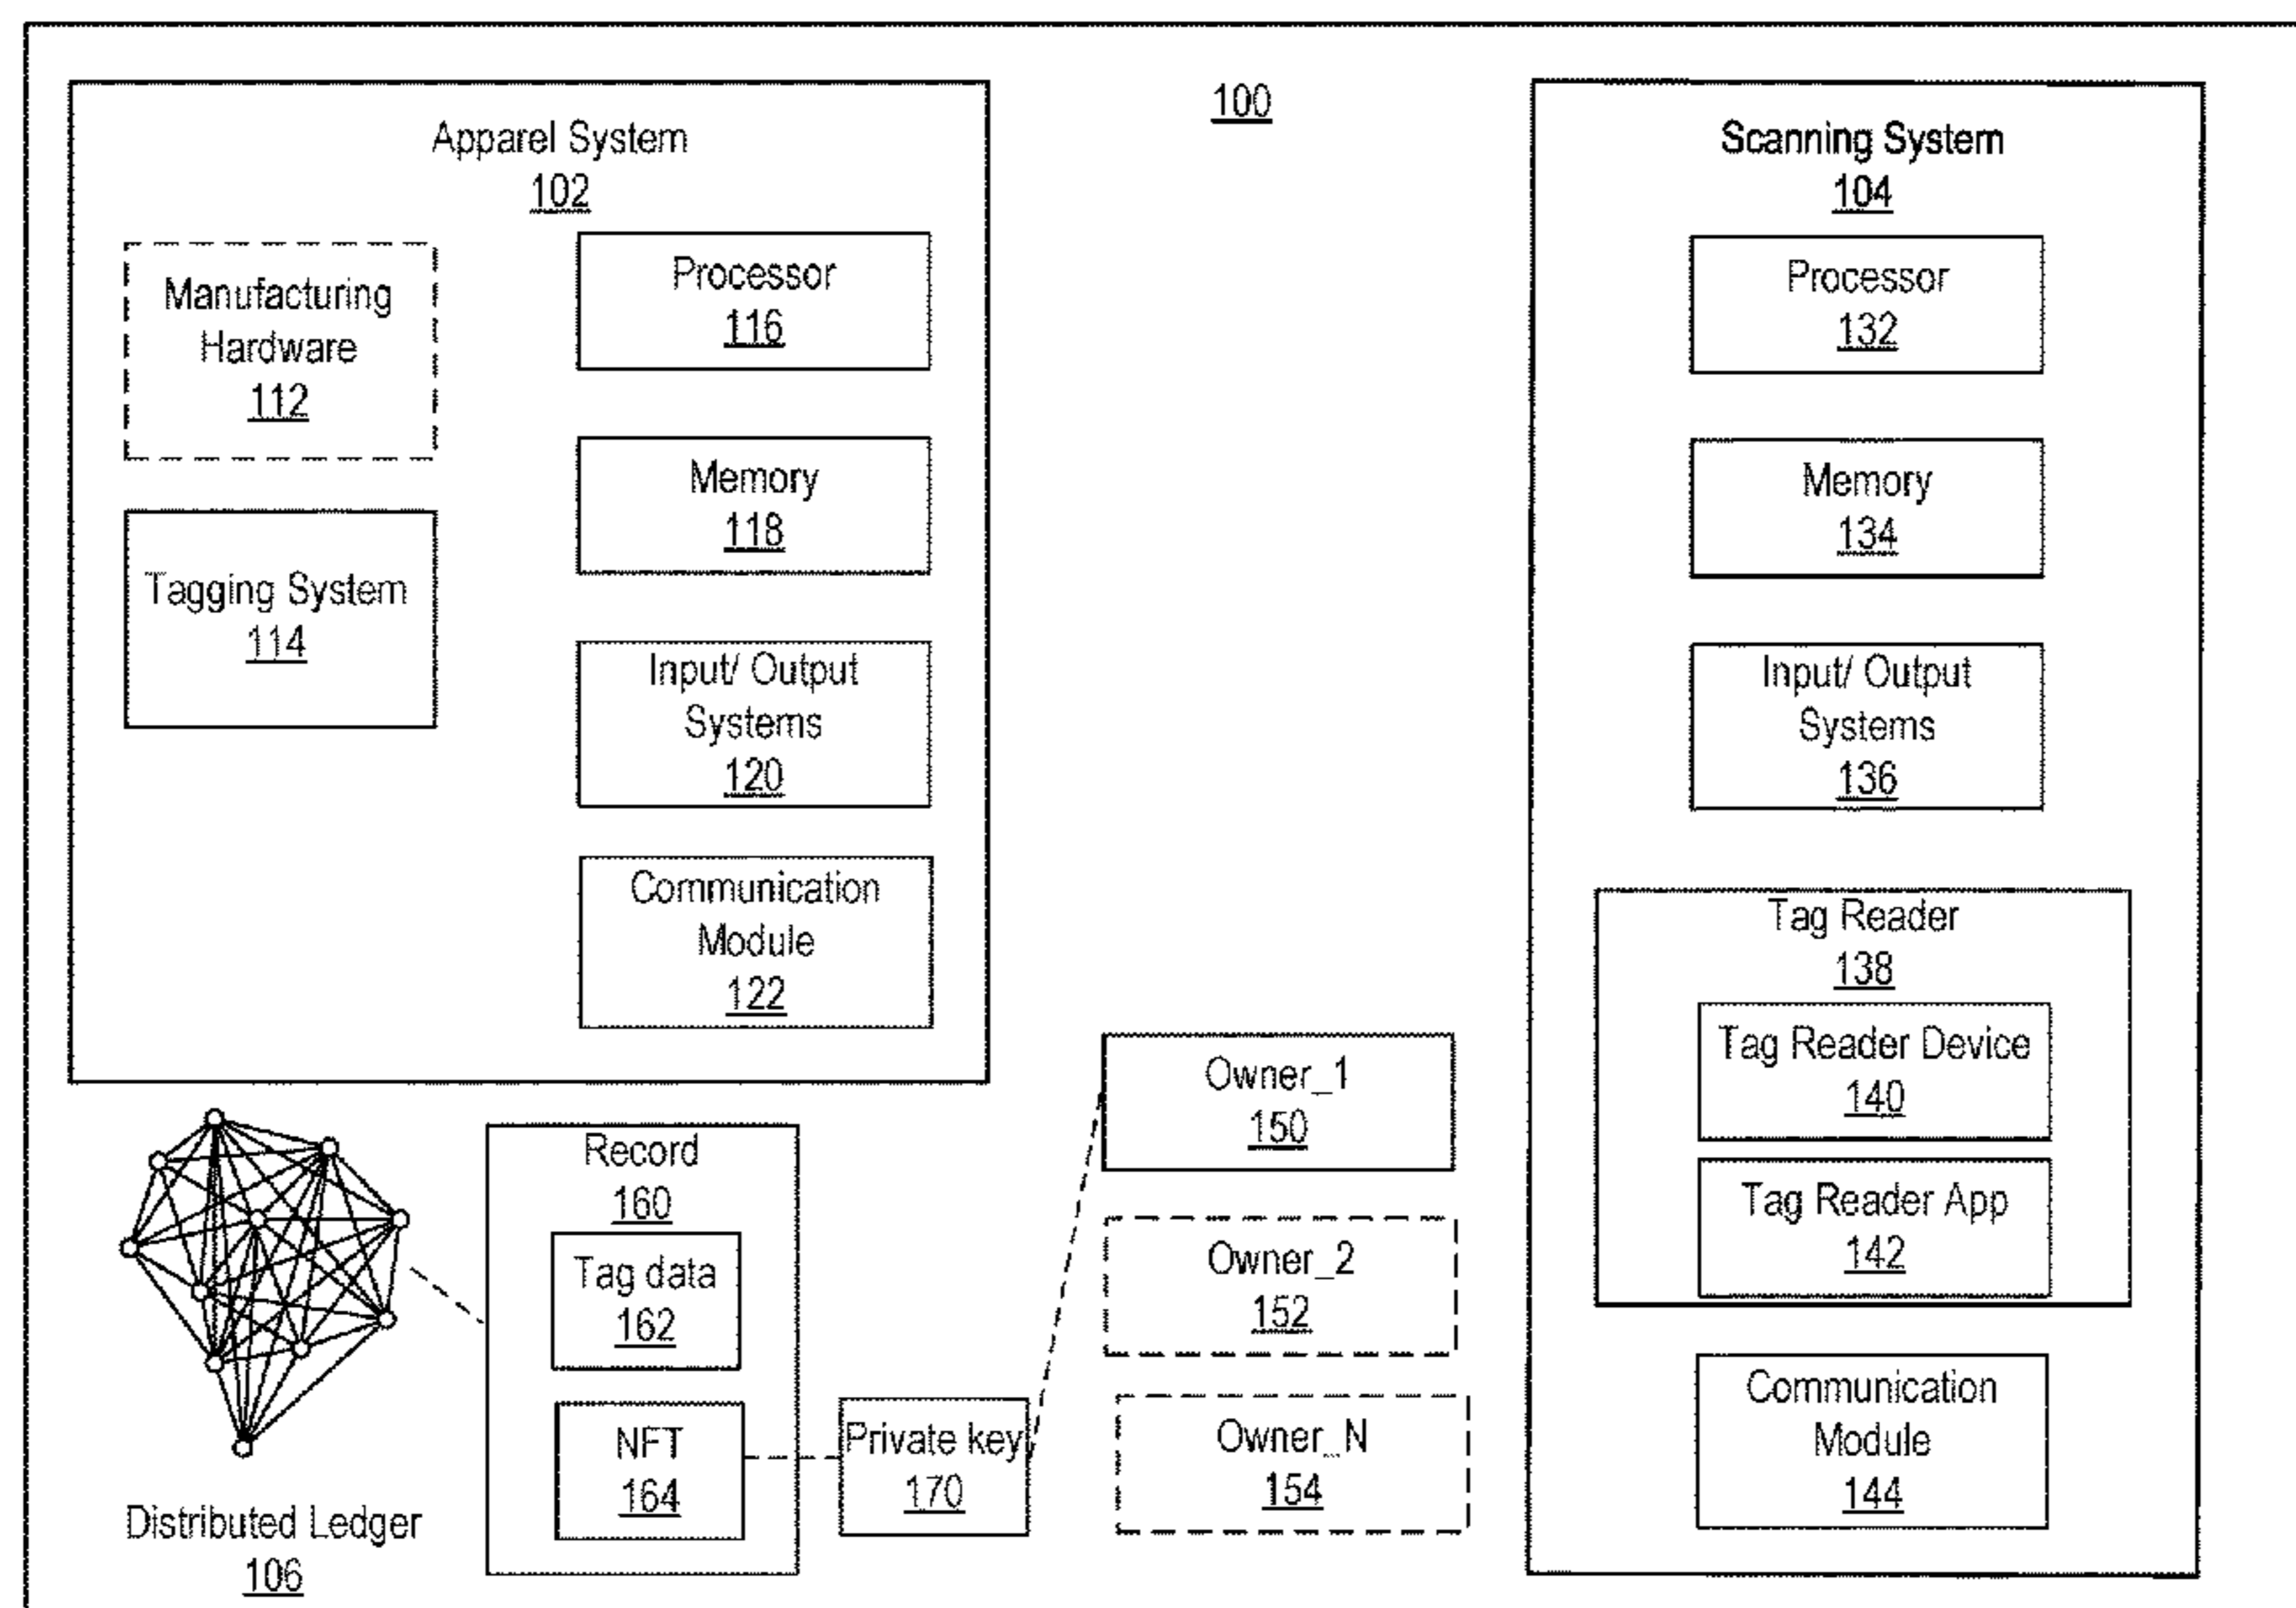 100
Apparel System
102
Manufacturing
Hardware
112
Tagging System
114
Processor
116
Memory
118
Input/ Output
Systems
120
Communication
Module
122
Scanning System
104
Processor
132
Memory
134
Input/ Output
Systems
136
Tag Reader
138
Tag Reader Device
140
Tag Reader App
142
Communication
Module
144
Distributed Ledger
106
Record
160
Tag data
162
NFT
164
Private key
170
Owner_1
150
Owner_2
152
Owner_N
154